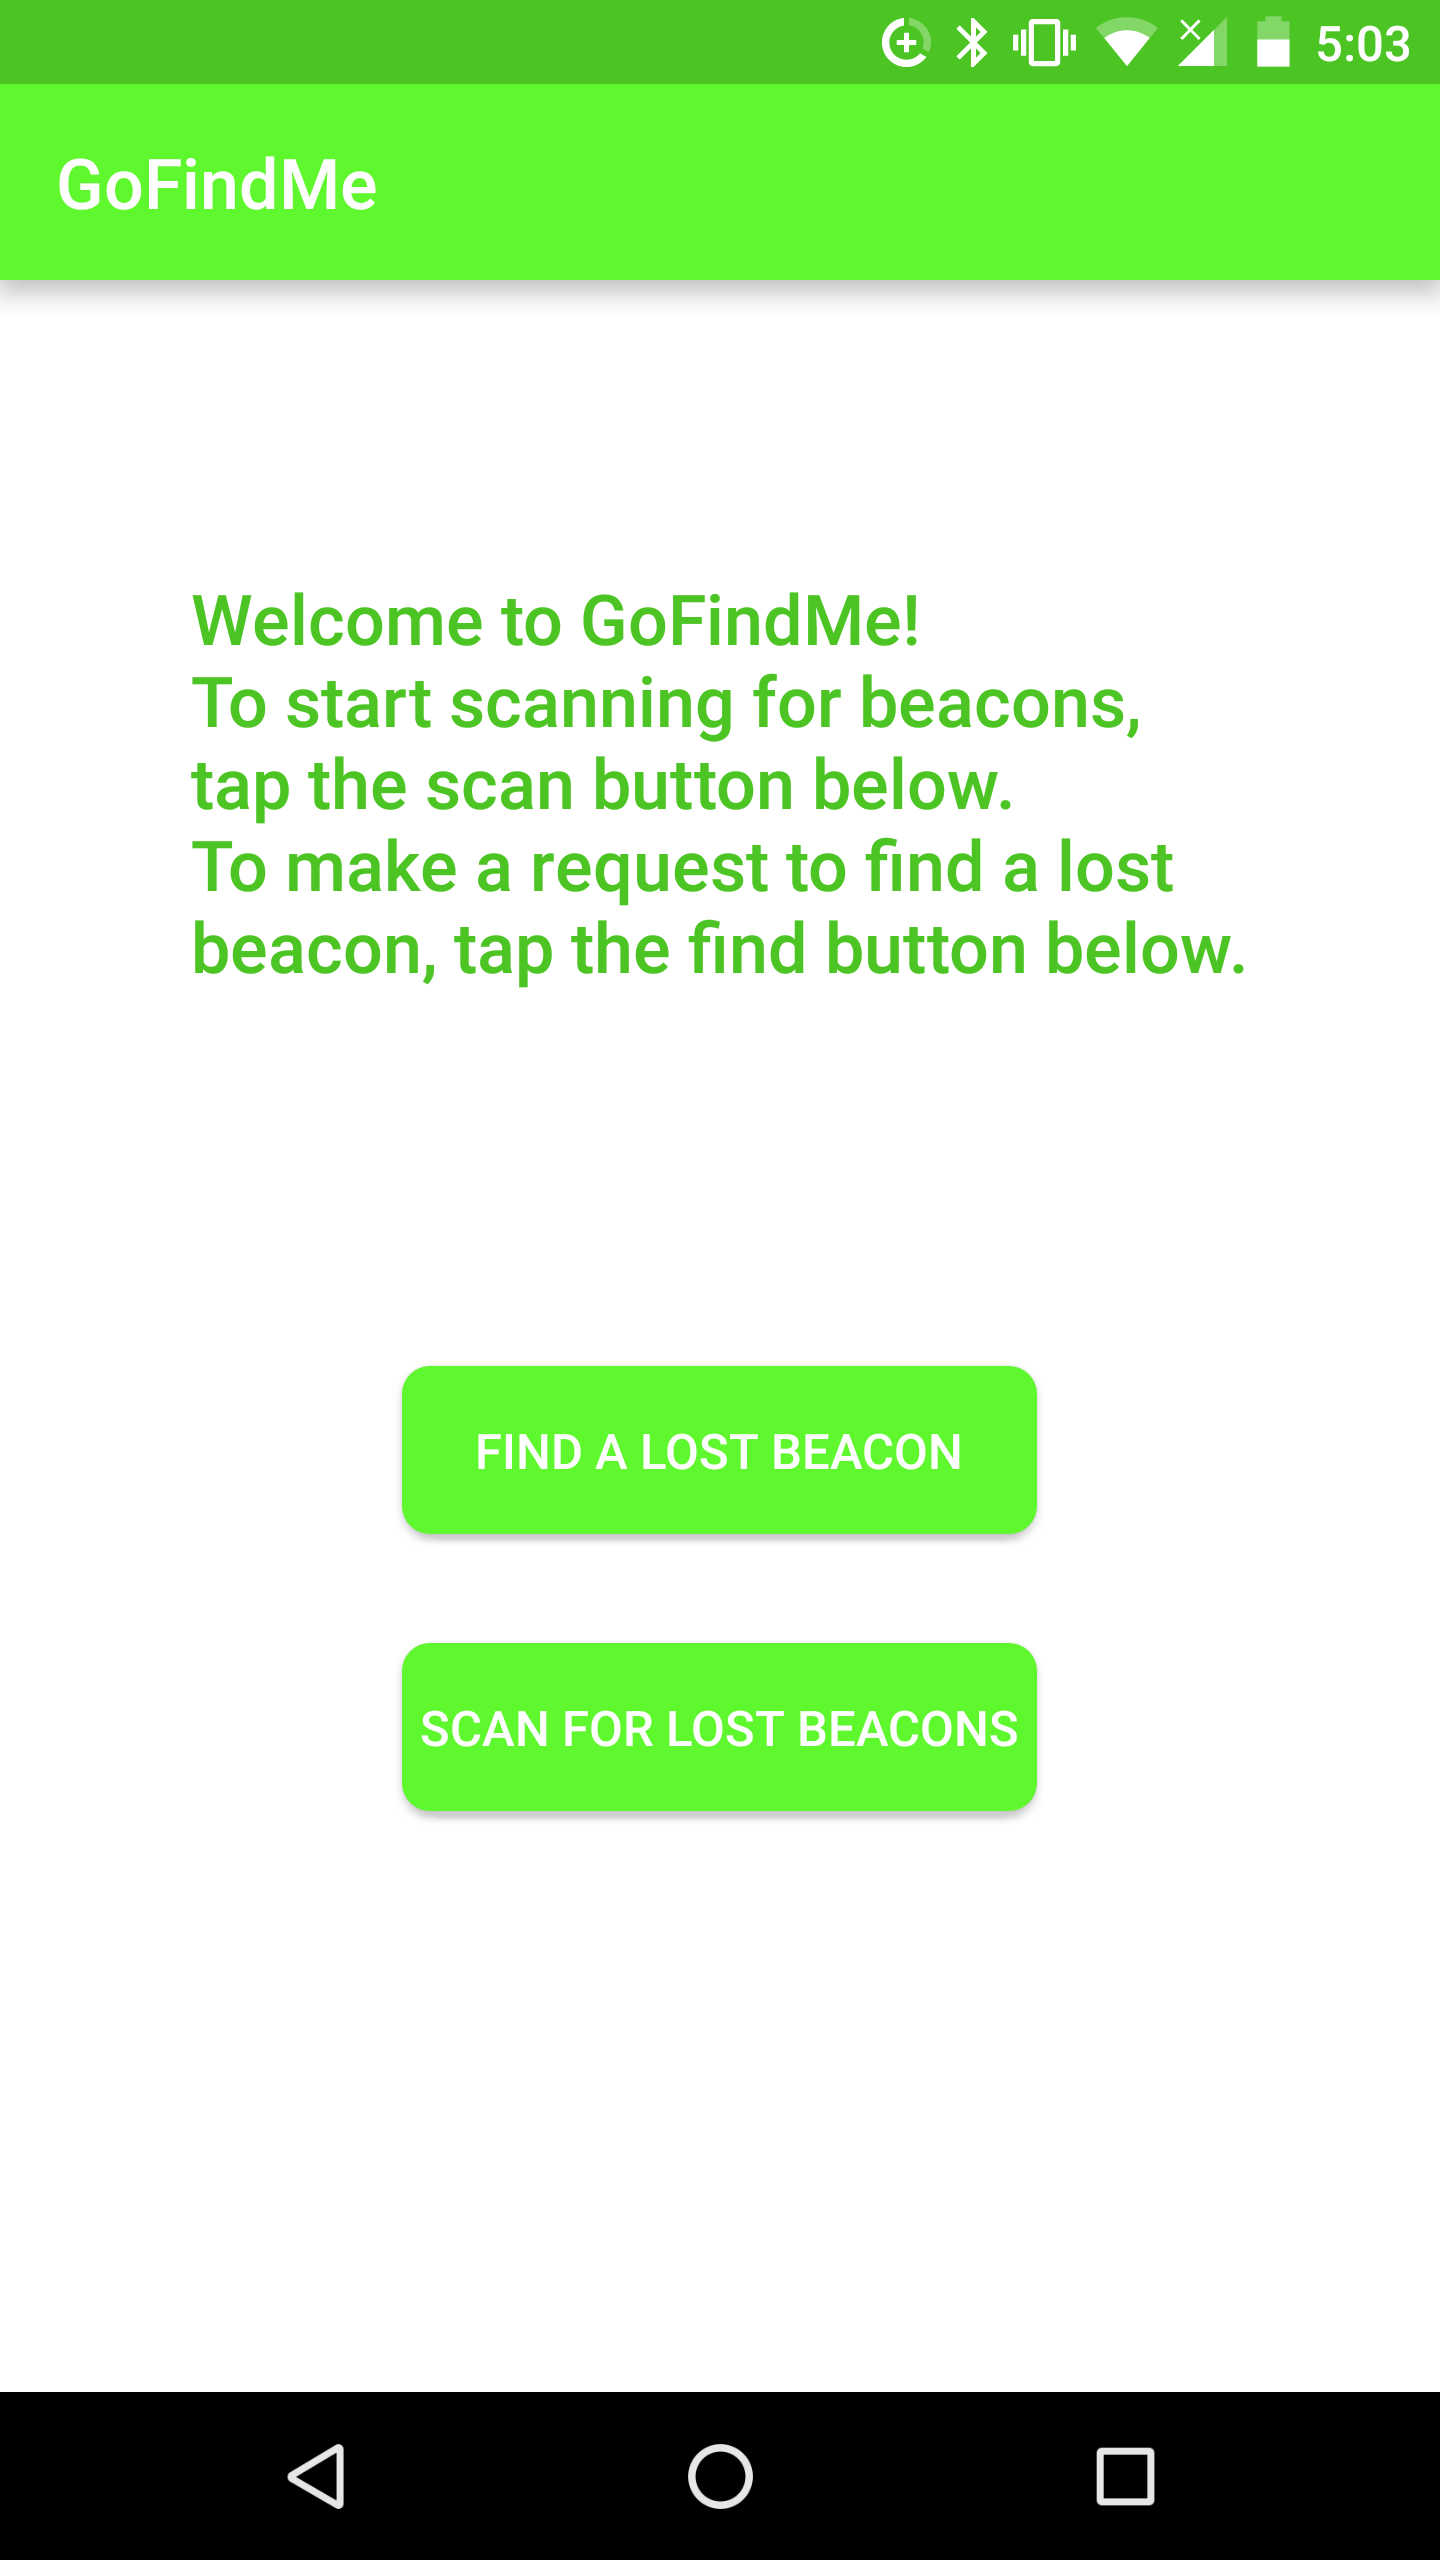 5:03
GoFindMe
Welcome to GoFindMe!
To start scanning for beacons,
tap the scan button below.
To make a request to find a lost
beacon, tap the find button below.
FIND A LOST BEACON
SCAN FOR LOST BEACONS